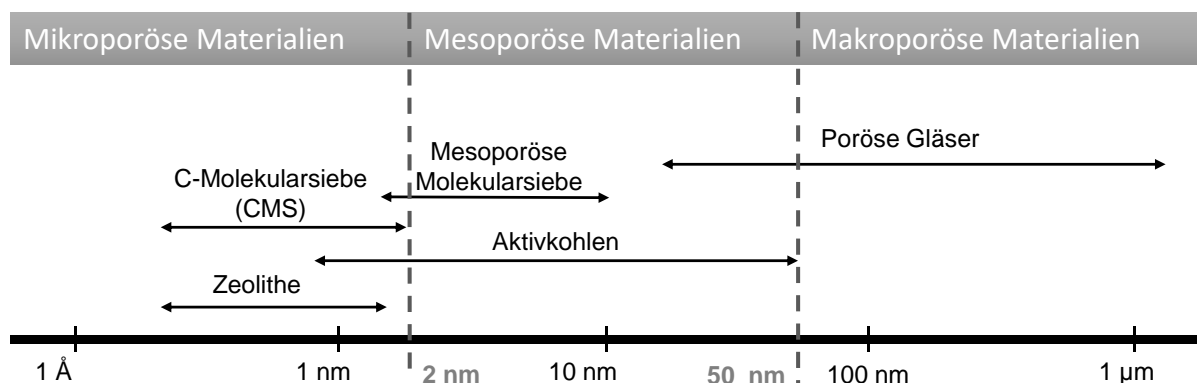 Mikroporöse Materialien
Mesoporöse Materialien
Makroporöse Materialien
Poröse Gläser
Mesoporöse
Molekularsiebe
C-Molekularsiebe
(CMS)
Aktivkohlen
Zeolithe
1 Å
1 nm
2 nm
10 nm
50 nm
100 nm
1 µm